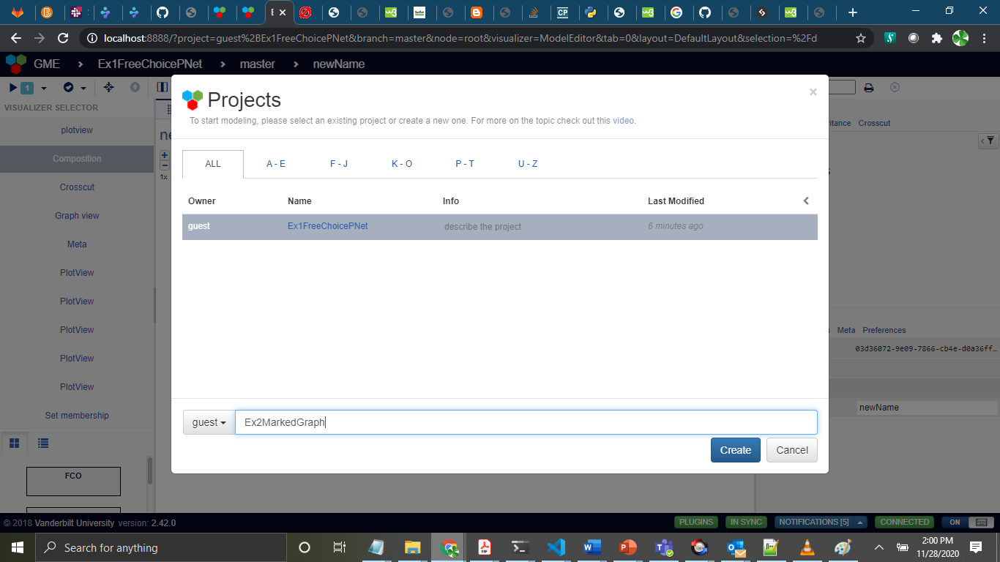 localhost:8888/?project=guest%2BEx1FreeChoicePNet&branch=master&node=root&visualizer=ModelEditor&tab=0&layout=DefaultLayout&selection=%2Fd
GME > Ex1FreeChoicePNet > master > newName
1
VISUALIZER SELECTOR
plotview
Composition
Crosscut
Graph view
Meta
PlotView
PlotView
PlotView
PlotView
PlotView
Set membership
FCO
1x
Projects
×
To start modeling, please select an existing project or create a new one. For more on the topic check out this video.
ALL A - E F - J K - O P - T U - Z
Owner Name Info Last Modified
guest Ex1FreeChoicePNet describe the project 6 minutes ago
guest Ex2MarkedGraph
Create Cancel
itance Crosscut
Meta Preferences
03d36072-9e09-7866-cb4e-d0a36ff…
newName
© 2018 Vanderbilt University version: 2.42.0 PLUGINS IN SYNC NOTIFICATIONS [5] CONNECTED ON
Search for anything
2:00 PM
11/28/2020